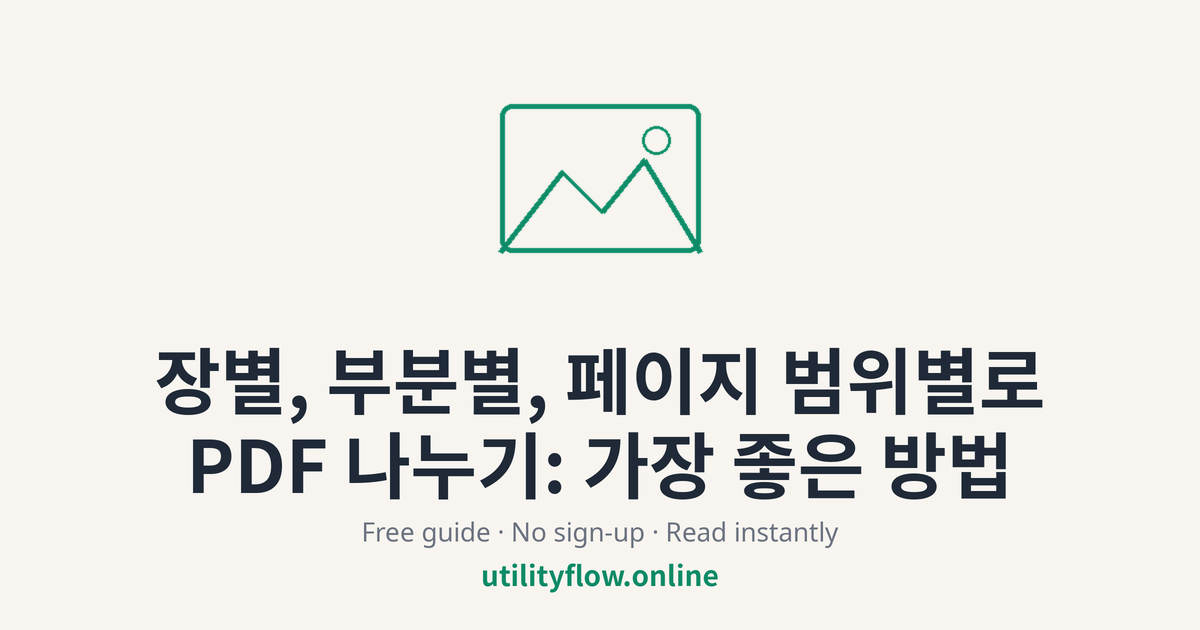 장별, 부분별, 페이지 범위별로
PDF 나누기: 가장 좋은 방법
Free guide · No sign-up · Read instantly
utilityflow.online